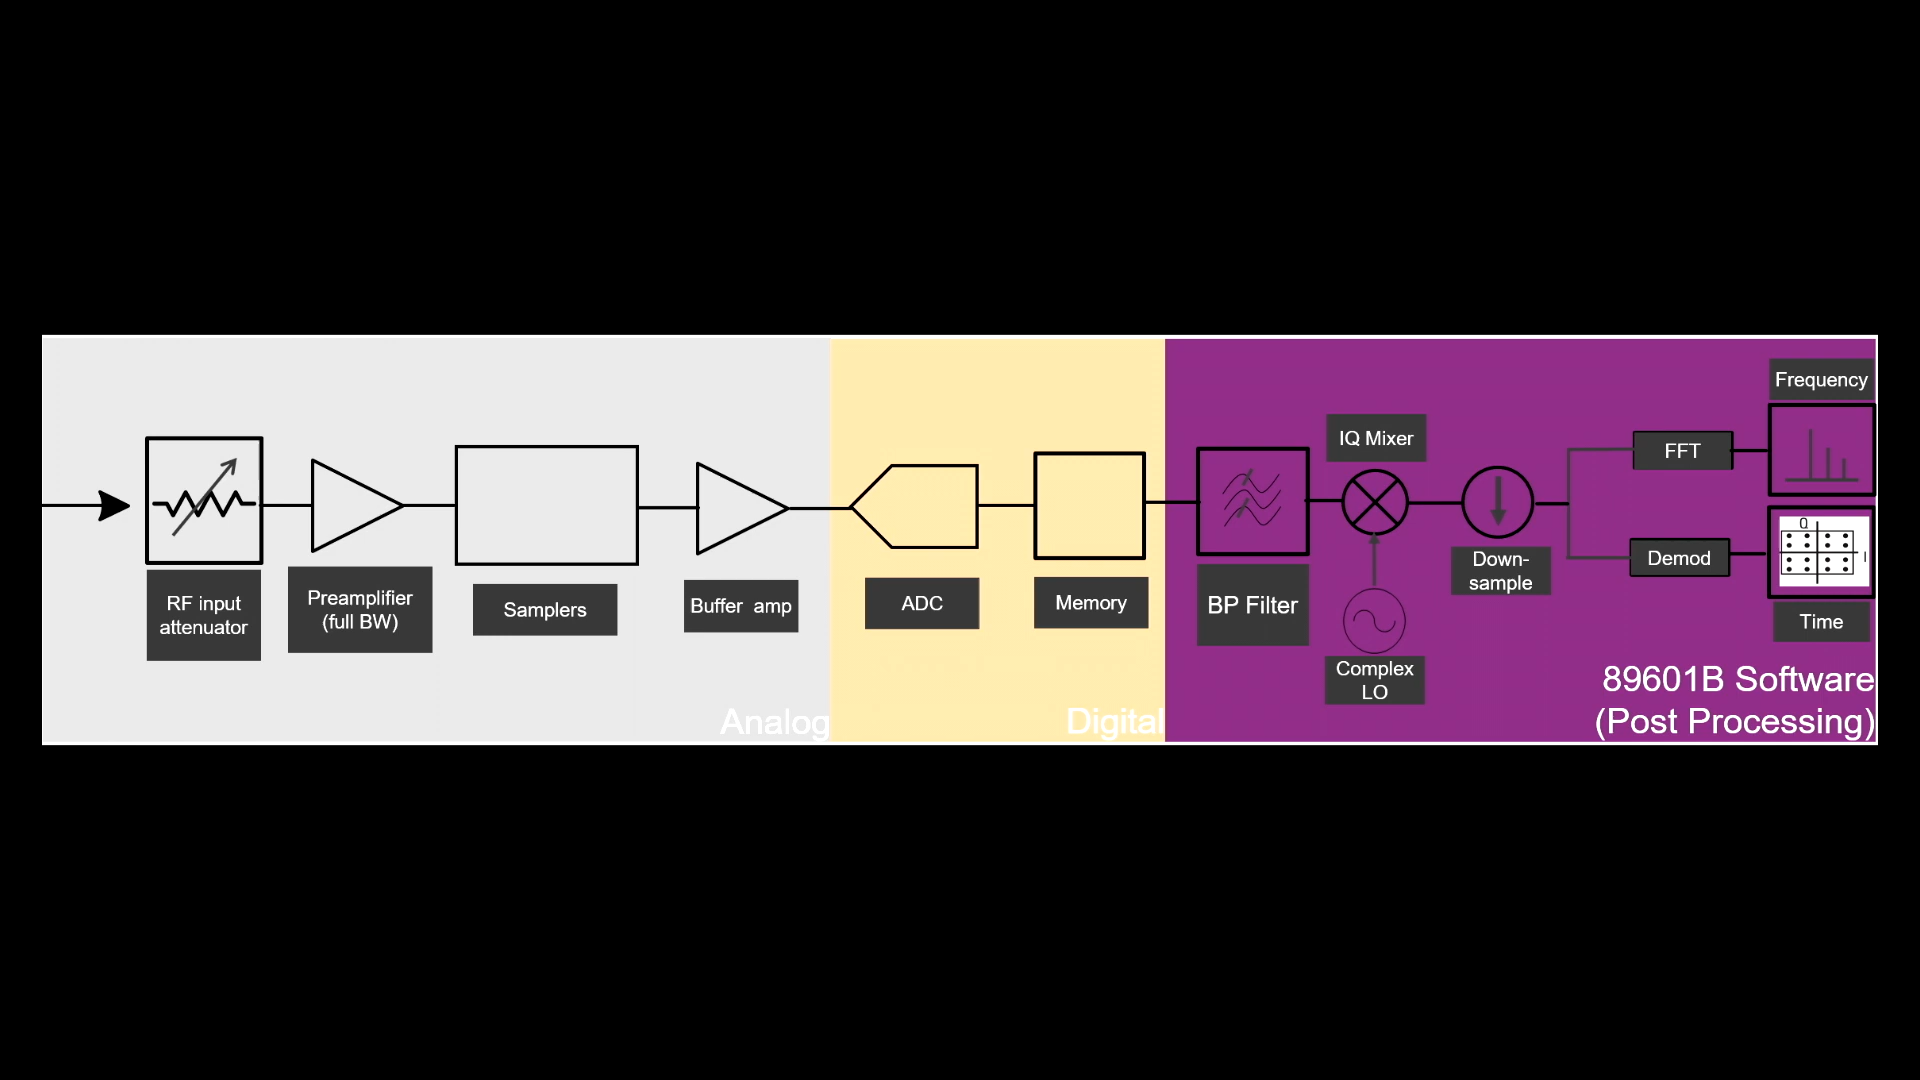 RF input
attenuator
Preamplifier
(full BW)
Samplers
Buffer amp
Analog
ADC
Memory
Digital
BP Filter
IQ Mixer
Complex
LO
Down-
sample
FFT
Demod
Frequency
Q
I
Time
89601B Software
(Post Processing)